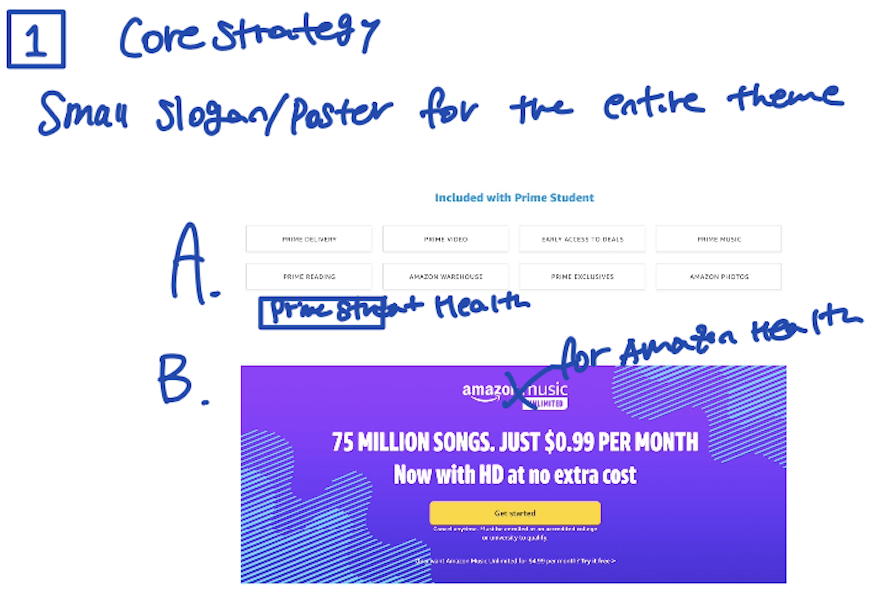 1 Core Strategy
Small Slogan/Poster for the entire theme
Included with Prime Student
A.
PRIME DELIVERY PRIME VIDEO EARLY ACCESS TO DEALS PRIME MUSIC
PRIME READING AMAZON WAREHOUSE PRIME EXCLUSIVES AMAZON PHOTOS
Prime Student Health
for Amazon Health
B.
amazon music
UNLIMITED
75 MILLION SONGS. JUST $0.99 PER MONTH
Now with HD at no extra cost
Get started
Cancel anytime. Must be enrolled at an accredited college
or university to qualify.
want Amazon Music Unlimited for $4.99 per month? Try it free >